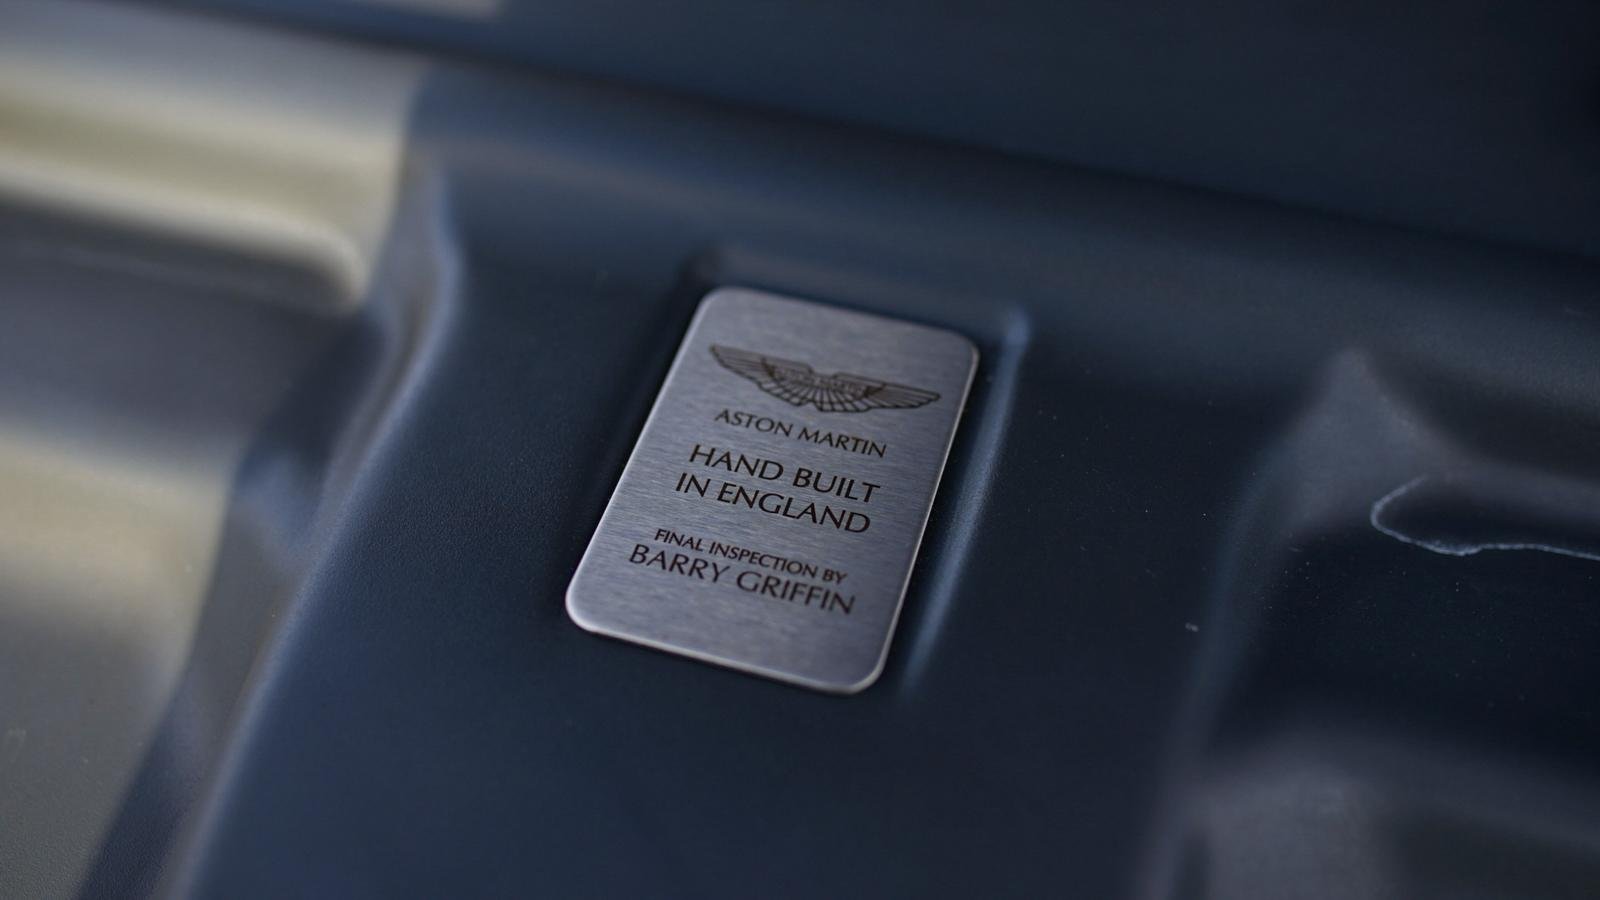 ASTON MARTIN
HAND BUILT
IN ENGLAND
FINAL INSPECTION BY
BARRY GRIFFIN